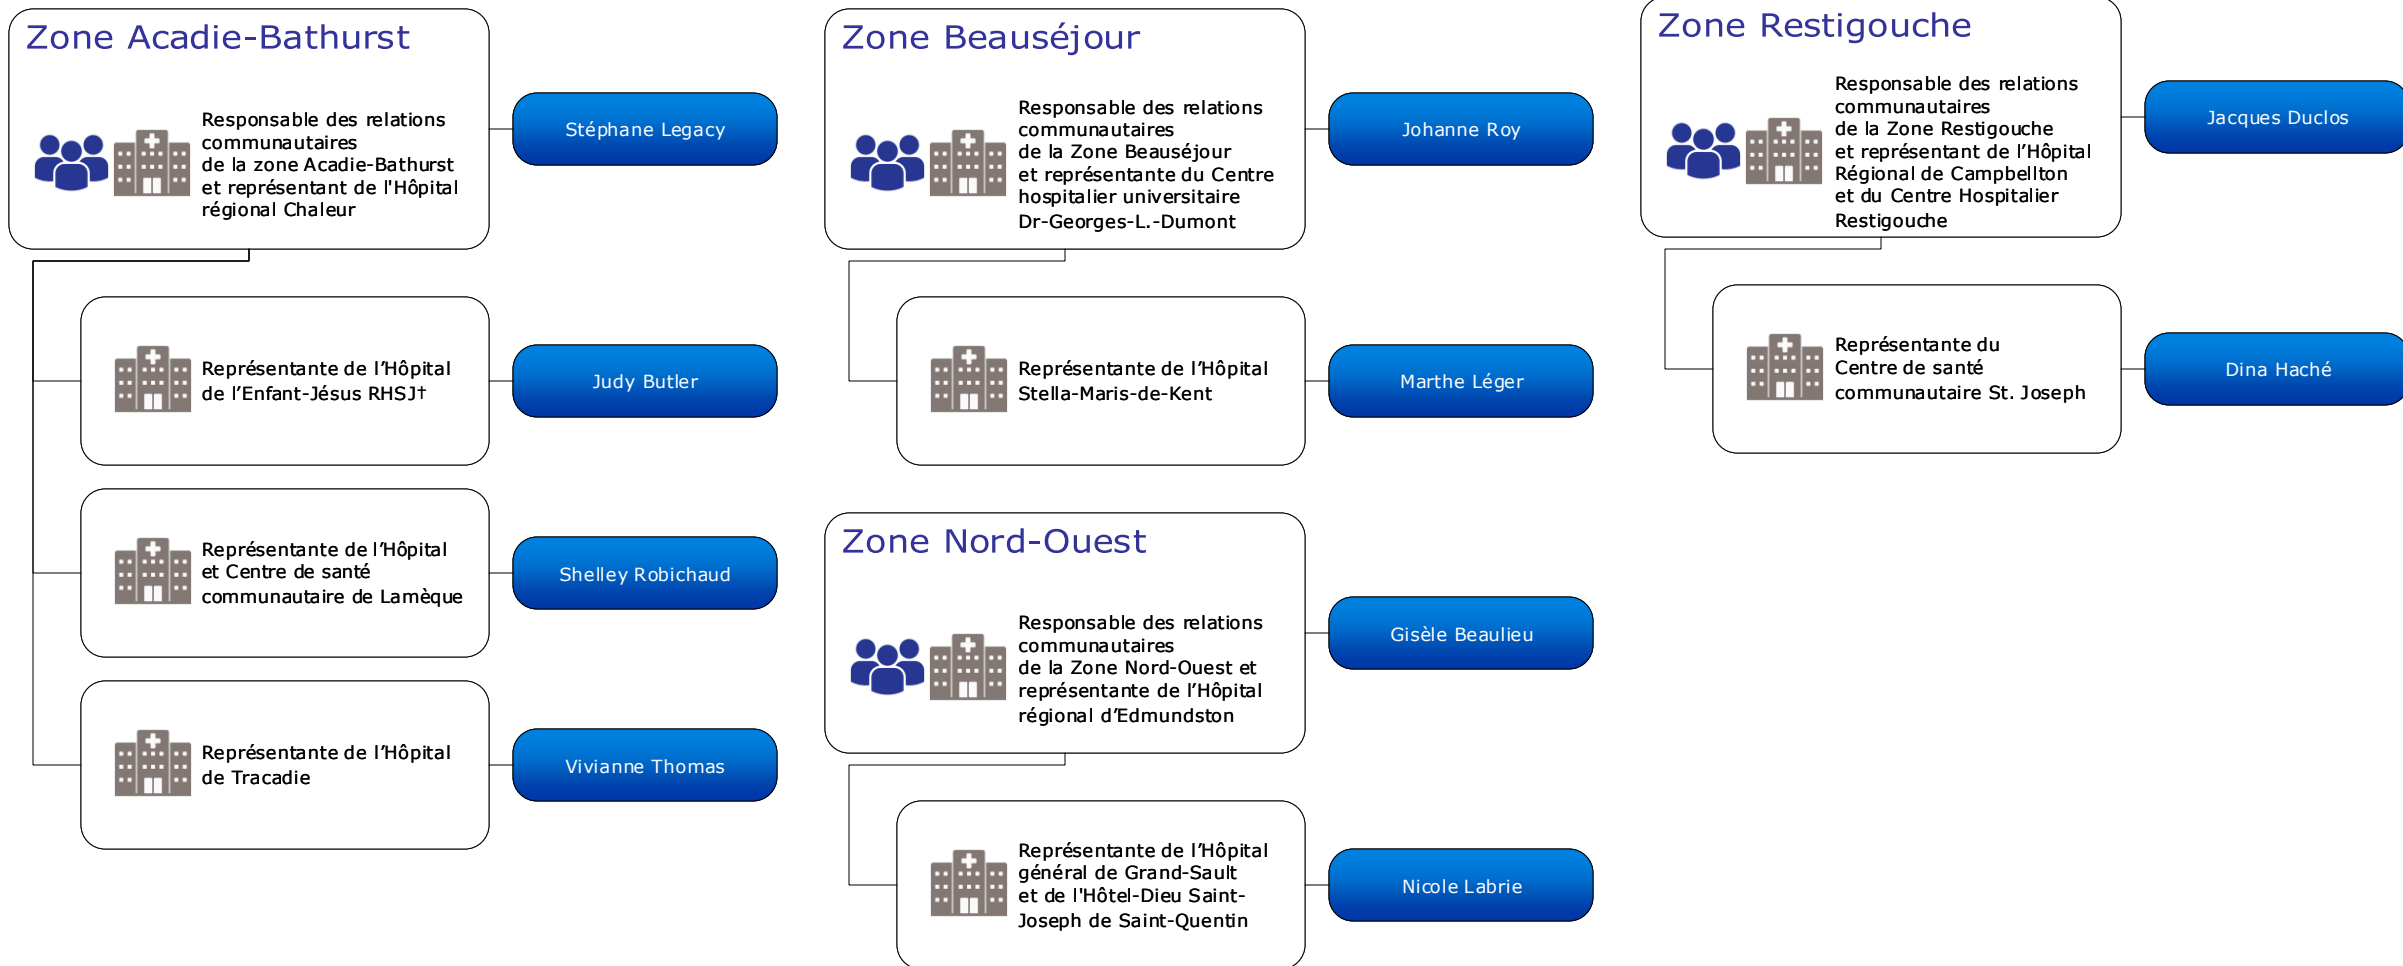 Zone Acadie-Bathurst
Responsable des relations
communautaires
de la zone Acadie-Bathurst
et représentant de l'Hôpital
régional Chaleur
Stéphane Legacy
Représentante de l’Hôpital
de l’Enfant-Jésus RHSJ†
Judy Butler
Représentante de l’Hôpital
et Centre de santé
communautaire de Lamèque
Shelley Robichaud
Représentante de l’Hôpital
de Tracadie
Vivianne Thomas
Zone Beauséjour
Responsable des relations
communautaires
de la Zone Beauséjour
et représentante du Centre
hospitalier universitaire
Dr-Georges-L.-Dumont
Johanne Roy
Représentante de l’Hôpital
Stella-Maris-de-Kent
Marthe Léger
Zone Nord-Ouest
Responsable des relations
communautaires
de la Zone Nord-Ouest et
représentante de l’Hôpital
régional d’Edmundston
Gisèle Beaulieu
Représentante de l’Hôpital
général de Grand-Sault
et de l'Hôtel-Dieu Saint-
Joseph de Saint-Quentin
Nicole Labrie
Zone Restigouche
Responsable des relations
communautaires
de la Zone Restigouche
et représentant de l’Hôpital
Régional de Campbellton
et du Centre Hospitalier
Restigouche
Jacques Duclos
Représentante du
Centre de santé
communautaire St. Joseph
Dina Haché